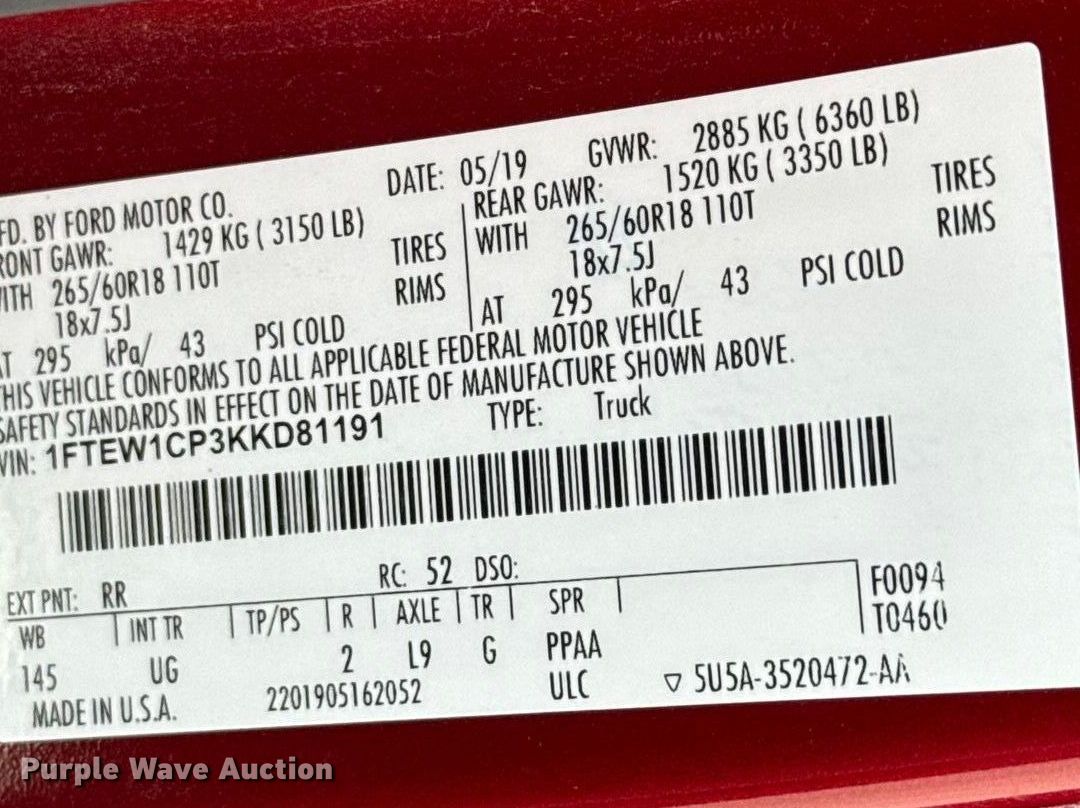 FD. BY FORD MOTOR CO. DATE: 05/19 GVWR: 2885 KG ( 6360 LB)
RONT GAWR: 1429 KG ( 3150 LB) REAR GAWR: 1520 KG ( 3350 LB)
ITH 265/60R18 110T TIRES WITH 265/60R18 110T TIRES
18x7.5J RIMS 18x7.5J RIMS
T 295 kPa/ 43 PSI COLD AT 295 kPa/ 43 PSI COLD
THIS VEHICLE CONFORMS TO ALL APPLICABLE FEDERAL MOTOR VEHICLE
SAFETY STANDARDS IN EFFECT ON THE DATE OF MANUFACTURE SHOWN ABOVE.
VIN: 1FTEW1CP3KKD81191 TYPE: Truck
EXT PNT: RR RC: 52 DSO:
WB INT TR TP/PS R AXLE TR SPR F0094
145 UG 2 L9 G PPAA T0460
MADE IN U.S.A. 2201905162052 ULC ▽ 5U5A-3520472-AA
Purple Wave Auction